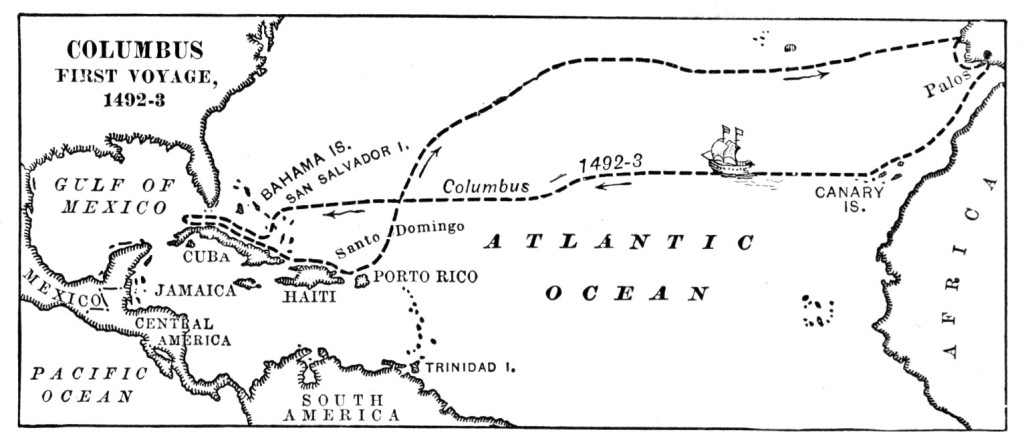 COLUMBUS
FIRST VOYAGE,
1492-3
Palos
BAHAMA IS.
SAN SALVADOR I.
1492-3
Columbus
CANARY
IS.
GULF OF
MEXICO
AFRICA
Santo Domingo
ATLANTIC
OCEAN
CUBA
PORTO RICO
MEXICO
JAMAICA
HAITI
CENTRAL
AMERICA
TRINIDAD I.
PACIFIC
OCEAN
SOUTH
AMERICA